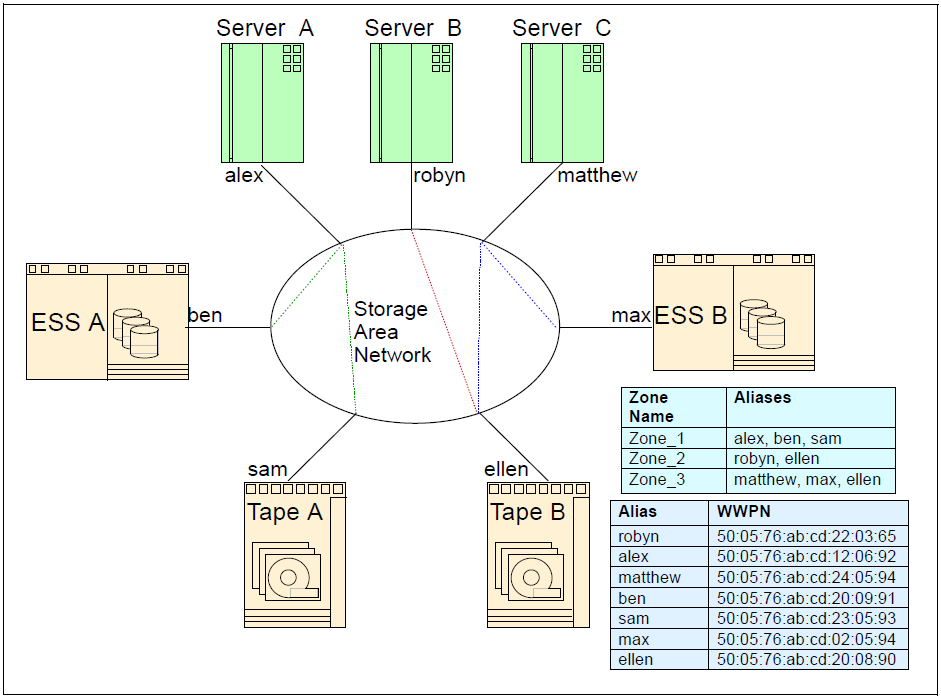 Server A
Server B
Server C
alex
robyn
matthew
ben
max
ESS A
ESS B
Storage
Area
Network
sam
ellen
Tape A
Tape B
Zone Name Aliases
Zone_1 alex, ben, sam
Zone_2 robyn, ellen
Zone_3 matthew, max, ellen
Alias WWPN
robyn 50:05:76:ab:cd:22:03:65
alex 50:05:76:ab:cd:12:06:92
matthew 50:05:76:ab:cd:24:05:94
ben 50:05:76:ab:cd:20:09:91
sam 50:05:76:ab:cd:23:05:93
max 50:05:76:ab:cd:02:05:94
ellen 50:05:76:ab:cd:20:08:90